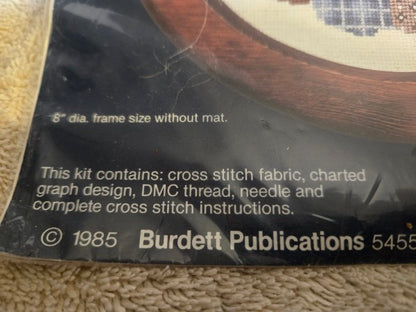 8" dia. frame size without mat.
This kit contains: cross stitch fabric, charted
graph design, DMC thread, needle and
complete cross stitch instructions.
© 1985 Burdett Publications 5455